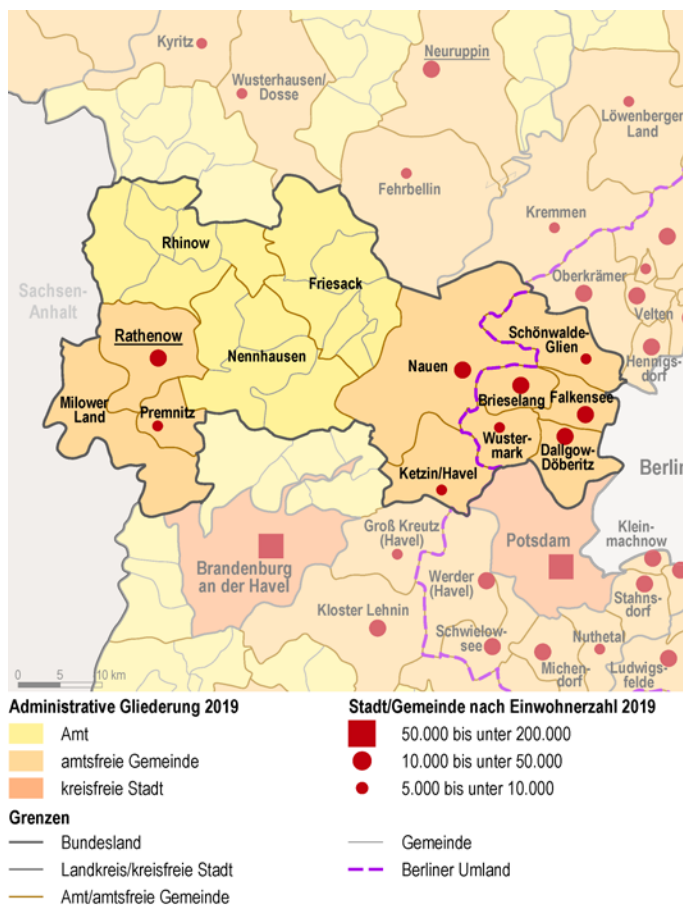 Kyritz
Neuruppin
Wusterhausen/
Dosse
Löwenberger
Land
Fehrbellin
Kremmen
Rhinow
Oberkrämer
Friesack
Sachsen-
Anhalt
Velten
Schönwalde-
Glien
Rathenow
Hennigs-
dorf
Nennhausen
Nauen
Brieselang
Falkensee
Milower
Land
Premnitz
Wuster-
mark
Dallgow-
Döberitz
Ketzin/Havel
Berlin
Groß Kreutz
(Havel)
Potsdam
Klein-
machnow
Brandenburg
an der Havel
Werder
(Havel)
Stahns-
dorf
Kloster Lehnin
Schwielow-
see
Nuthetal
Michen-
dorf
Ludwigs-
felde
0 5 10 km
Administrative Gliederung 2019
Amt
amtsfreie Gemeinde
kreisfreie Stadt
Stadt/Gemeinde nach Einwohnerzahl 2019
50.000 bis unter 200.000
10.000 bis unter 50.000
5.000 bis unter 10.000
Grenzen
Bundesland
Landkreis/kreisfreie Stadt
Amt/amtsfreie Gemeinde
Gemeinde
Berliner Umland